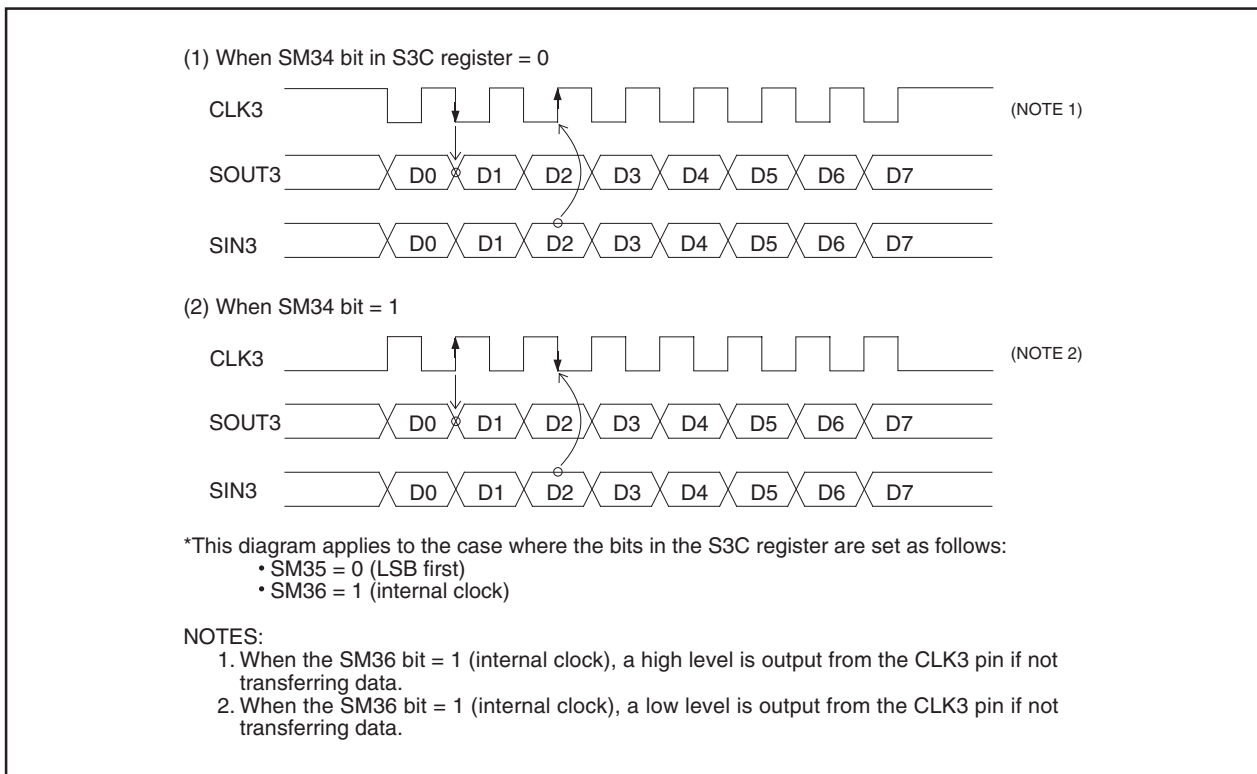 (1) When SM34 bit in S3C register = 0
CLK3
(NOTE 1)
SOUT3 D0 D1 D2 D3 D4 D5 D6 D7
SIN3 D0 D1 D2 D3 D4 D5 D6 D7
(2) When SM34 bit = 1
CLK3
(NOTE 2)
SOUT3 D0 D1 D2 D3 D4 D5 D6 D7
SIN3 D0 D1 D2 D3 D4 D5 D6 D7
*This diagram applies to the case where the bits in the S3C register are set as follows:
• SM35 = 0 (LSB first)
• SM36 = 1 (internal clock)
NOTES:
1. When the SM36 bit = 1 (internal clock), a high level is output from the CLK3 pin if not
transferring data.
2. When the SM36 bit = 1 (internal clock), a low level is output from the CLK3 pin if not
transferring data.